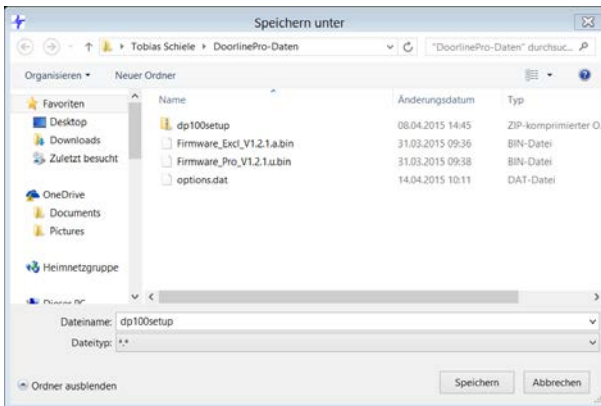 Speichern unter
Tobias Schiele DoorlinePro-Daten "DoorlinePro-Daten" durchsuc...
Organisieren Neuer Ordner
Favoriten
Desktop
Downloads
Zuletzt besucht
OneDrive
Documents
Pictures
Heimnetzgruppe
Dieser PC
Name Änderungsdatum Typ
dp100setup 08.04.2015 14:45 ZIP-komprimierter O
Firmware_Excl_V1.2.1.a.bin 31.03.2015 09:36 BIN-Datei
Firmware_Pro_V1.2.1.u.bin 31.03.2015 09:38 BIN-Datei
options.dat 14.04.2015 10:11 DAT-Datei
Dateiname: dp100setup
Dateityp: *.*
Ordner ausblenden Speichern Abbrechen